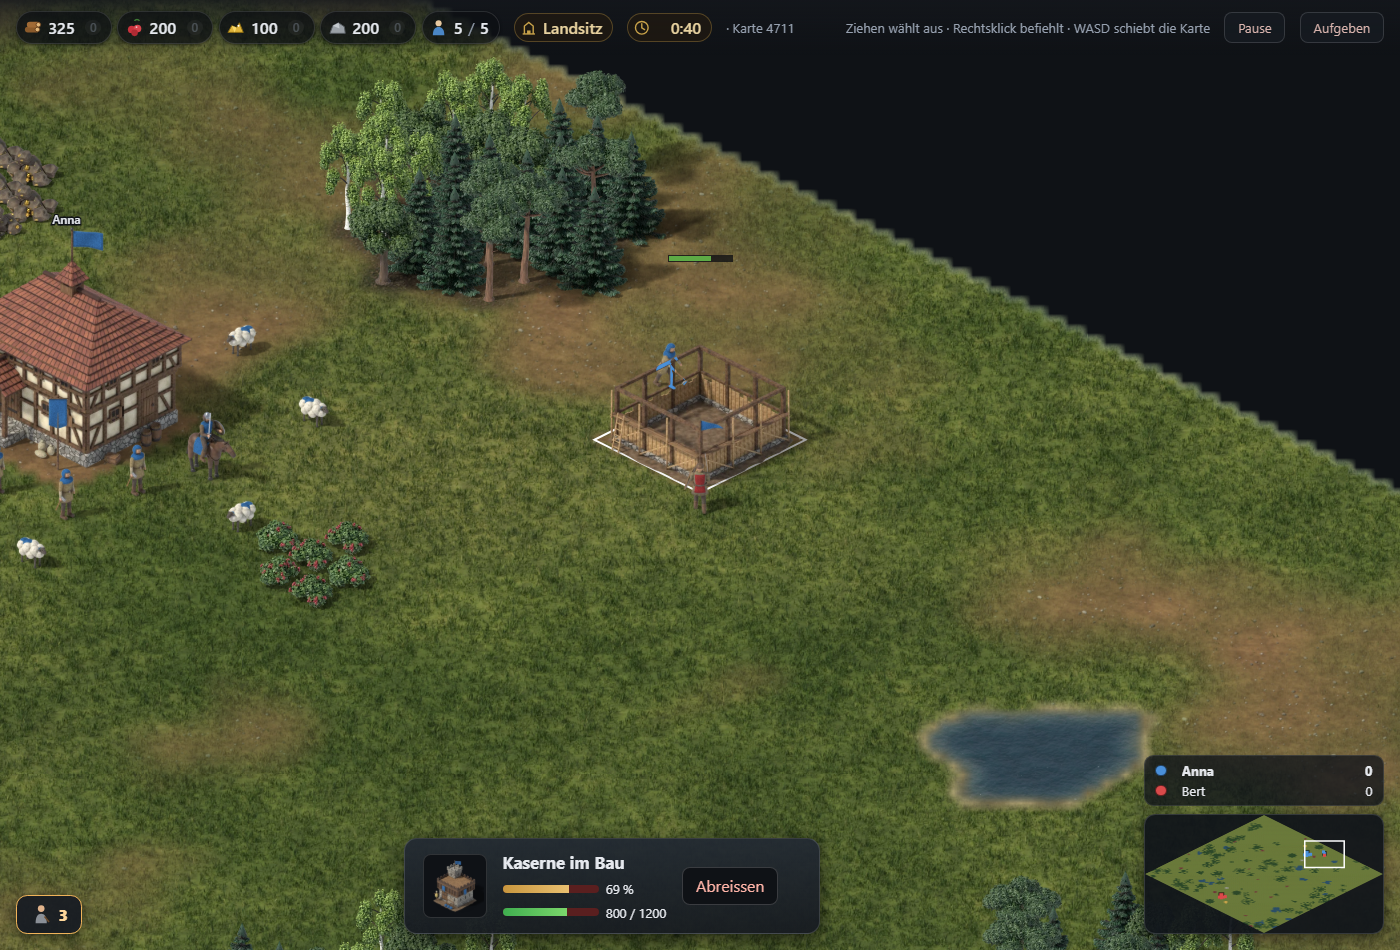 325 0 200 0 100 0 200 0 5 / 5 Landsitz 0:40 · Karte 4711 Ziehen wählt aus · Rechtsklick befiehlt · WASD schiebt die Karte Pause Aufgeben
Anna
Anna 0
Bert 0
Kaserne im Bau
69 %
800 / 1200
Abreissen
3